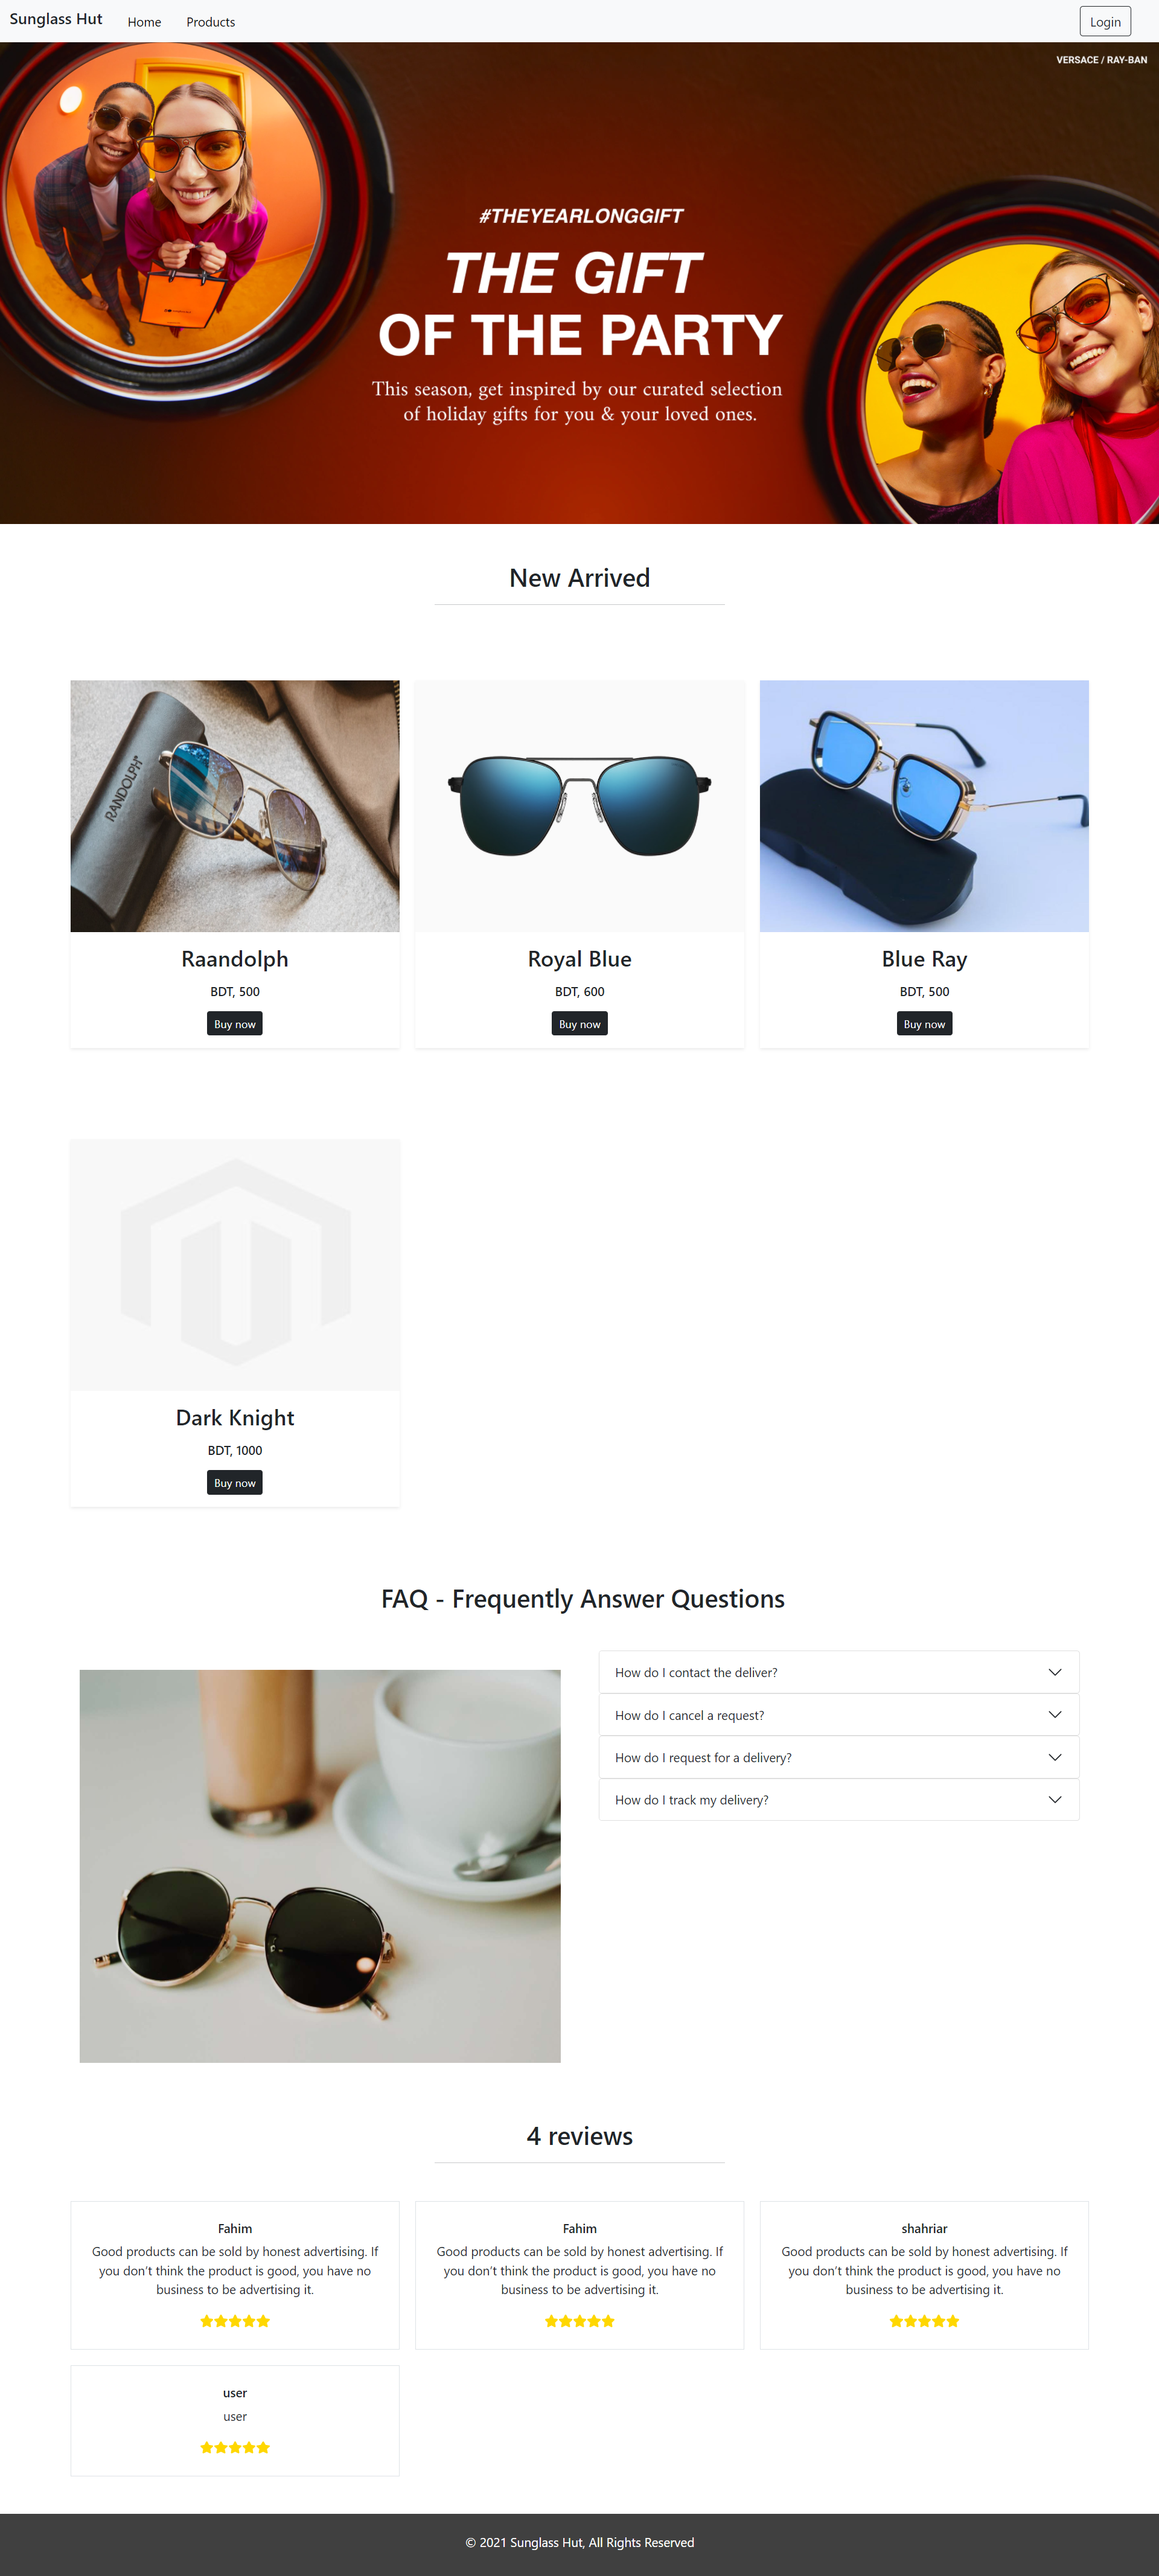 Sunglass Hut Home Products Login
VERSACE / RAY-BAN
#THEYEARLONGGIFT
THE GIFT
OF THE PARTY
This season, get inspired by our curated selection
of holiday gifts for you & your loved ones.
New Arrived
RANDOLPH
Raandolph
BDT, 500
Buy now
Royal Blue
BDT, 600
Buy now
Blue Ray
BDT, 500
Buy now
Dark Knight
BDT, 1000
Buy now
FAQ - Frequently Answer Questions
How do I contact the deliver?
How do I cancel a request?
How do I request for a delivery?
How do I track my delivery?
4 reviews
Fahim
Good products can be sold by honest advertising. If
you don't think the product is good, you have no
business to be advertising it.
Fahim
Good products can be sold by honest advertising. If
you don't think the product is good, you have no
business to be advertising it.
shahriar
Good products can be sold by honest advertising. If
you don't think the product is good, you have no
business to be advertising it.
user
user
© 2021 Sunglass Hut, All Rights Reserved